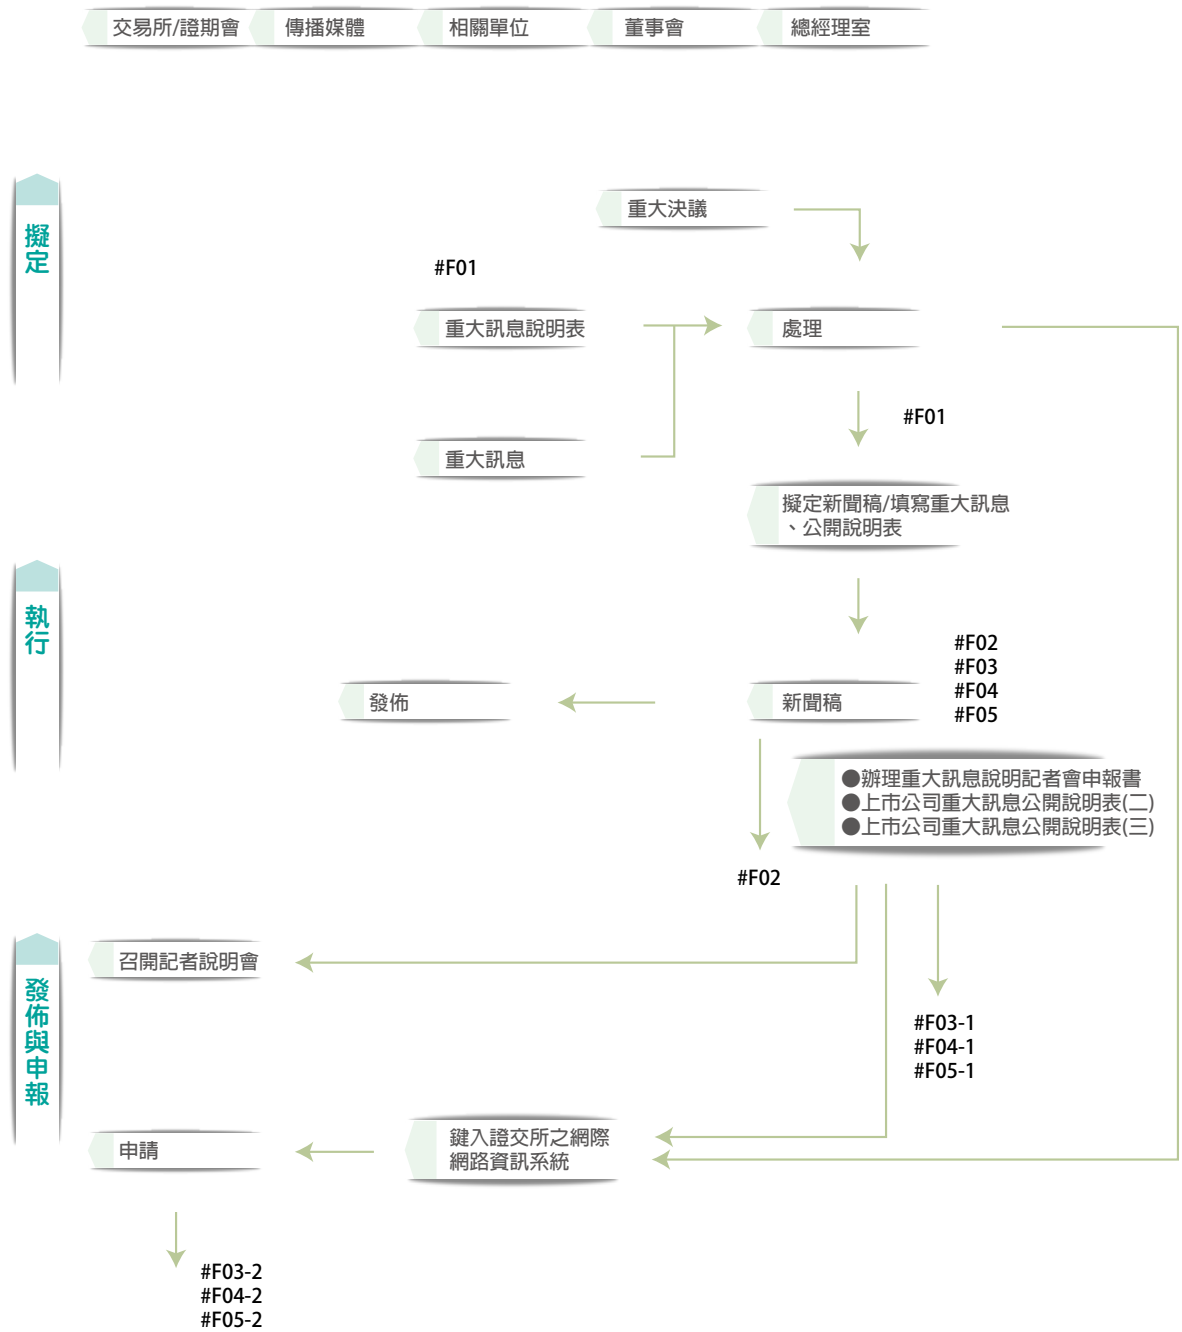 交易所/證期會
傳播媒體
相關單位
董事會
總經理室
擬定
重大決議
#F01
重大訊息說明表
處理
#F01
重大訊息
擬定新聞稿/填寫重大訊息
、公開說明表
執行
#F02
#F03
#F04
#F05
發佈
新聞稿
●辦理重大訊息說明記者會申報書
●上市公司重大訊息公開說明表(二)
●上市公司重大訊息公開說明表(三)
#F02
發佈與申報
召開記者說明會
#F03-1
#F04-1
#F05-1
鍵入證交所之網際
網路資訊系統
申請
#F03-2
#F04-2
#F05-2